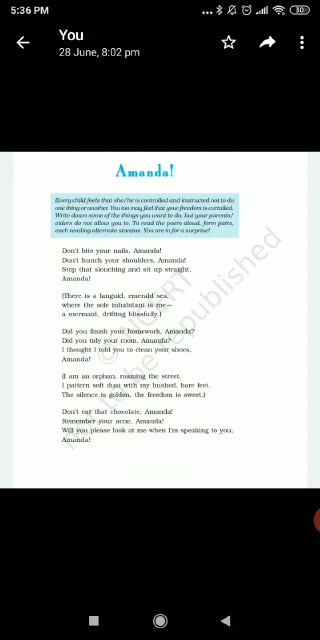 5:36 PM
30
You
28 June, 8:02 pm
Amanda!
Every child feels that she/he is controlled and instructed not to do
one thing or another. You too may feel that your freedom is curtailed.
Write down some of the things you want to do, but your parents/
elders do not allow you to. To read the poem aloud, form pairs,
each reading alternate stanzas. You are in for a surprise!
Don't bite your nails, Amanda!
Don't hunch your shoulders, Amanda!
Stop that slouching and sit up straight,
Amanda!
(There is a languid, emerald sea,
where the sole inhabitant is me—
a mermaid, drifting blissfully.)
Did you finish your homework, Amanda?
Did you tidy your room, Amanda?
I thought I told you to clean your shoes,
Amanda!
(I am an orphan, roaming the street.
I pattern soft dust with my hushed, bare feet.
The silence is golden, the freedom is sweet.)
Don't eat that chocolate, Amanda!
Remember your acne, Amanda!
Will you please look at me when I'm speaking to you,
Amanda!
© NCERT
not to be republished